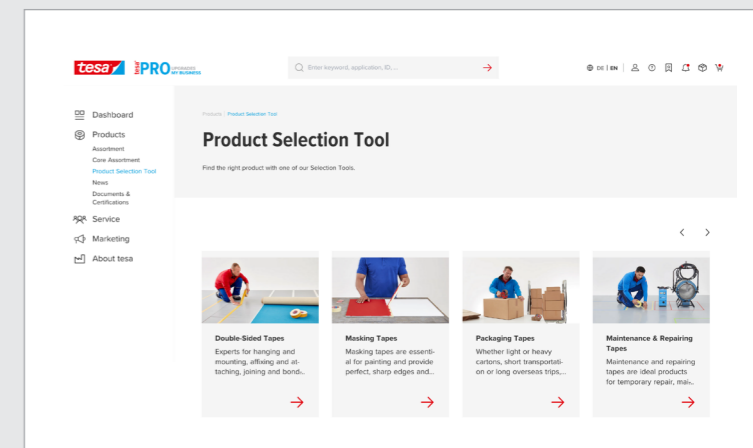 tesa
tesa PRO UPGRADES
MY BUSINESS
Enter keyword, application, ID, ...
DE | EN
Dashboard
Products
Assortment
Core Assortment
Product Selection Tool
News
Documents &
Certifications
Service
Marketing
About tesa
Products | Product Selection Tool
Product Selection Tool
Find the right product with one of our Selection Tools.
Double-Sided Tapes
Experts for hanging and
mounting, affixing and at-
taching, joining and bond-...
Masking Tapes
Masking tapes are essenti-
al for painting and provide
perfect, sharp edges and...
Packaging Tapes
Whether light or heavy
cartons, short transportati-
on or long overseas trips,...
Maintenance & Repairing
Tapes
Maintenance and repairing
tapes are ideal products
for temporary repair, mai-...